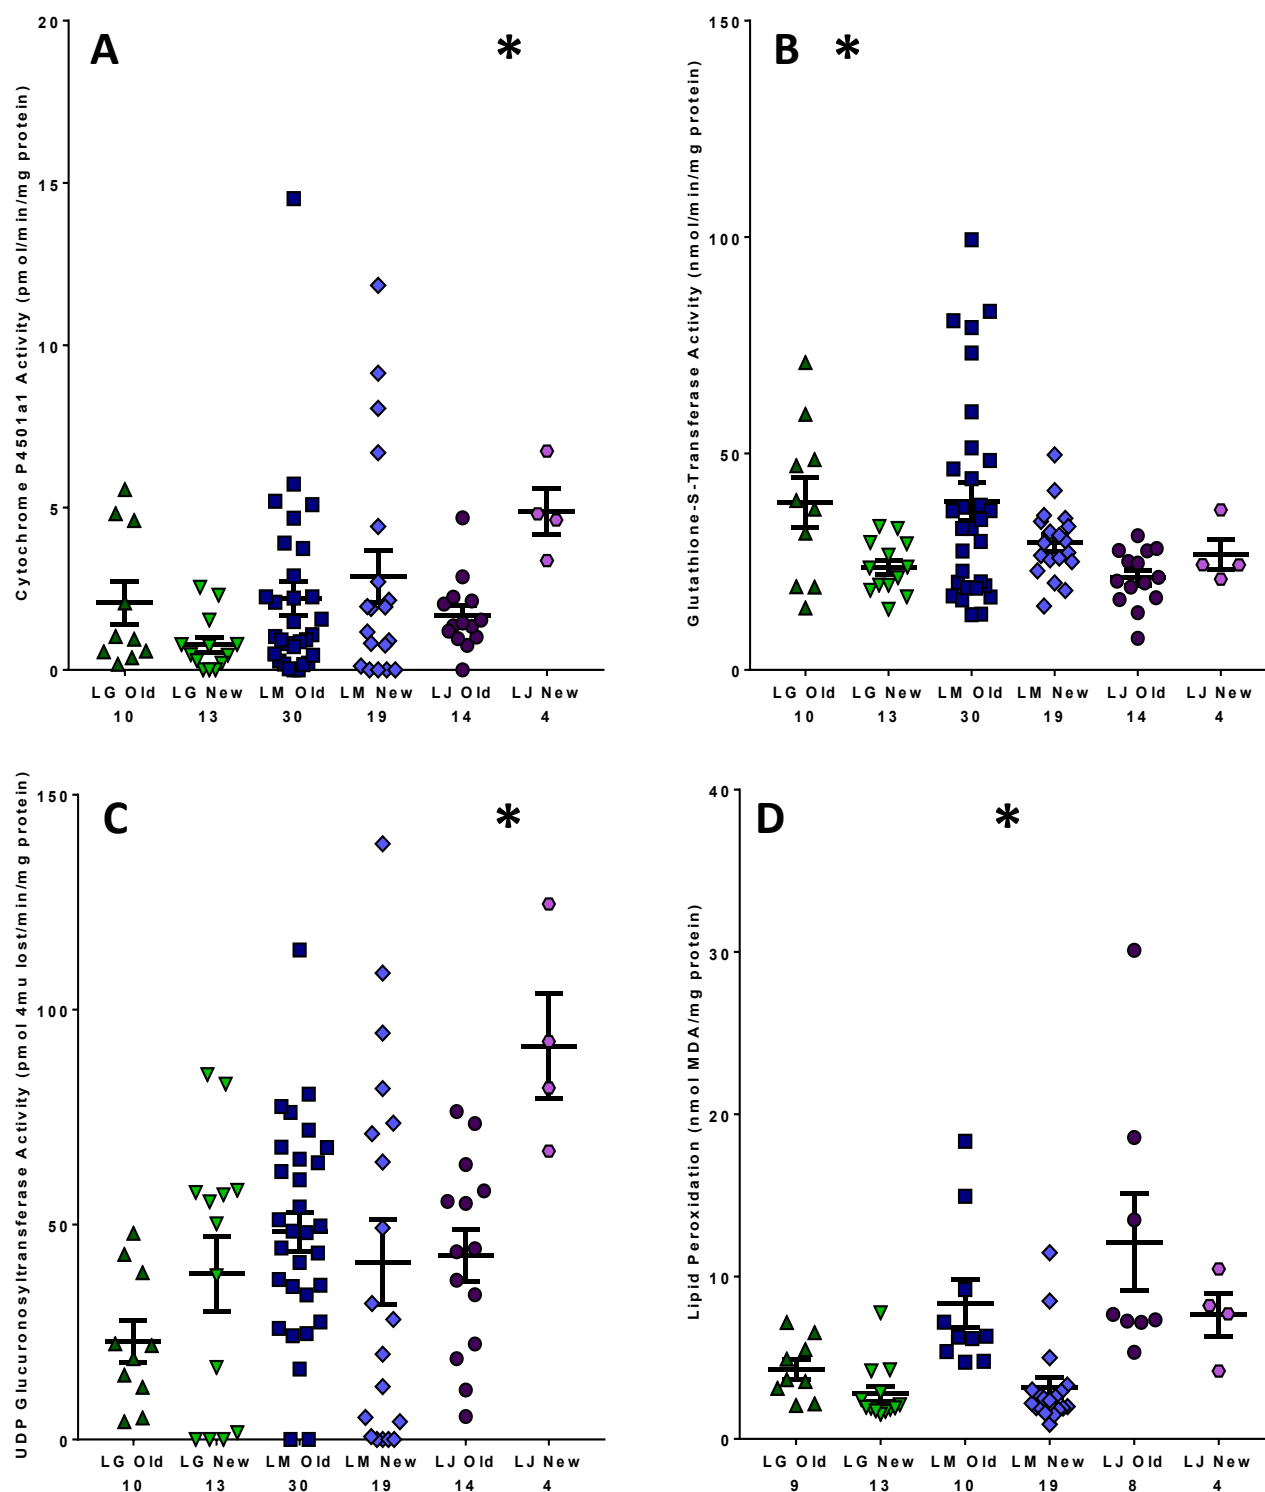 A
*
Cytochrome P4501a1 Activity (pmol/min/mg protein)
20
15
10
5
0
LG Old LG New LM Old LM New LJ Old LJ New
10 13 30 19 14 4
B
*
Glutathione-S-Transferase Activity (nmol/min/mg protein)
150
100
50
0
LG Old LG New LM Old LM New LJ Old LJ New
10 13 30 19 14 4
C
*
UDP Glucuronosyltransferase Activity (pmol 4mu lost/min/mg protein)
150
100
50
0
LG Old LG New LM Old LM New LJ Old LJ New
10 13 30 19 14 4
D
*
Lipid Peroxidation (nmol MDA/mg protein)
40
30
20
10
0
LG Old LG New LM Old LM New LJ Old LJ New
9 13 10 19 8 4